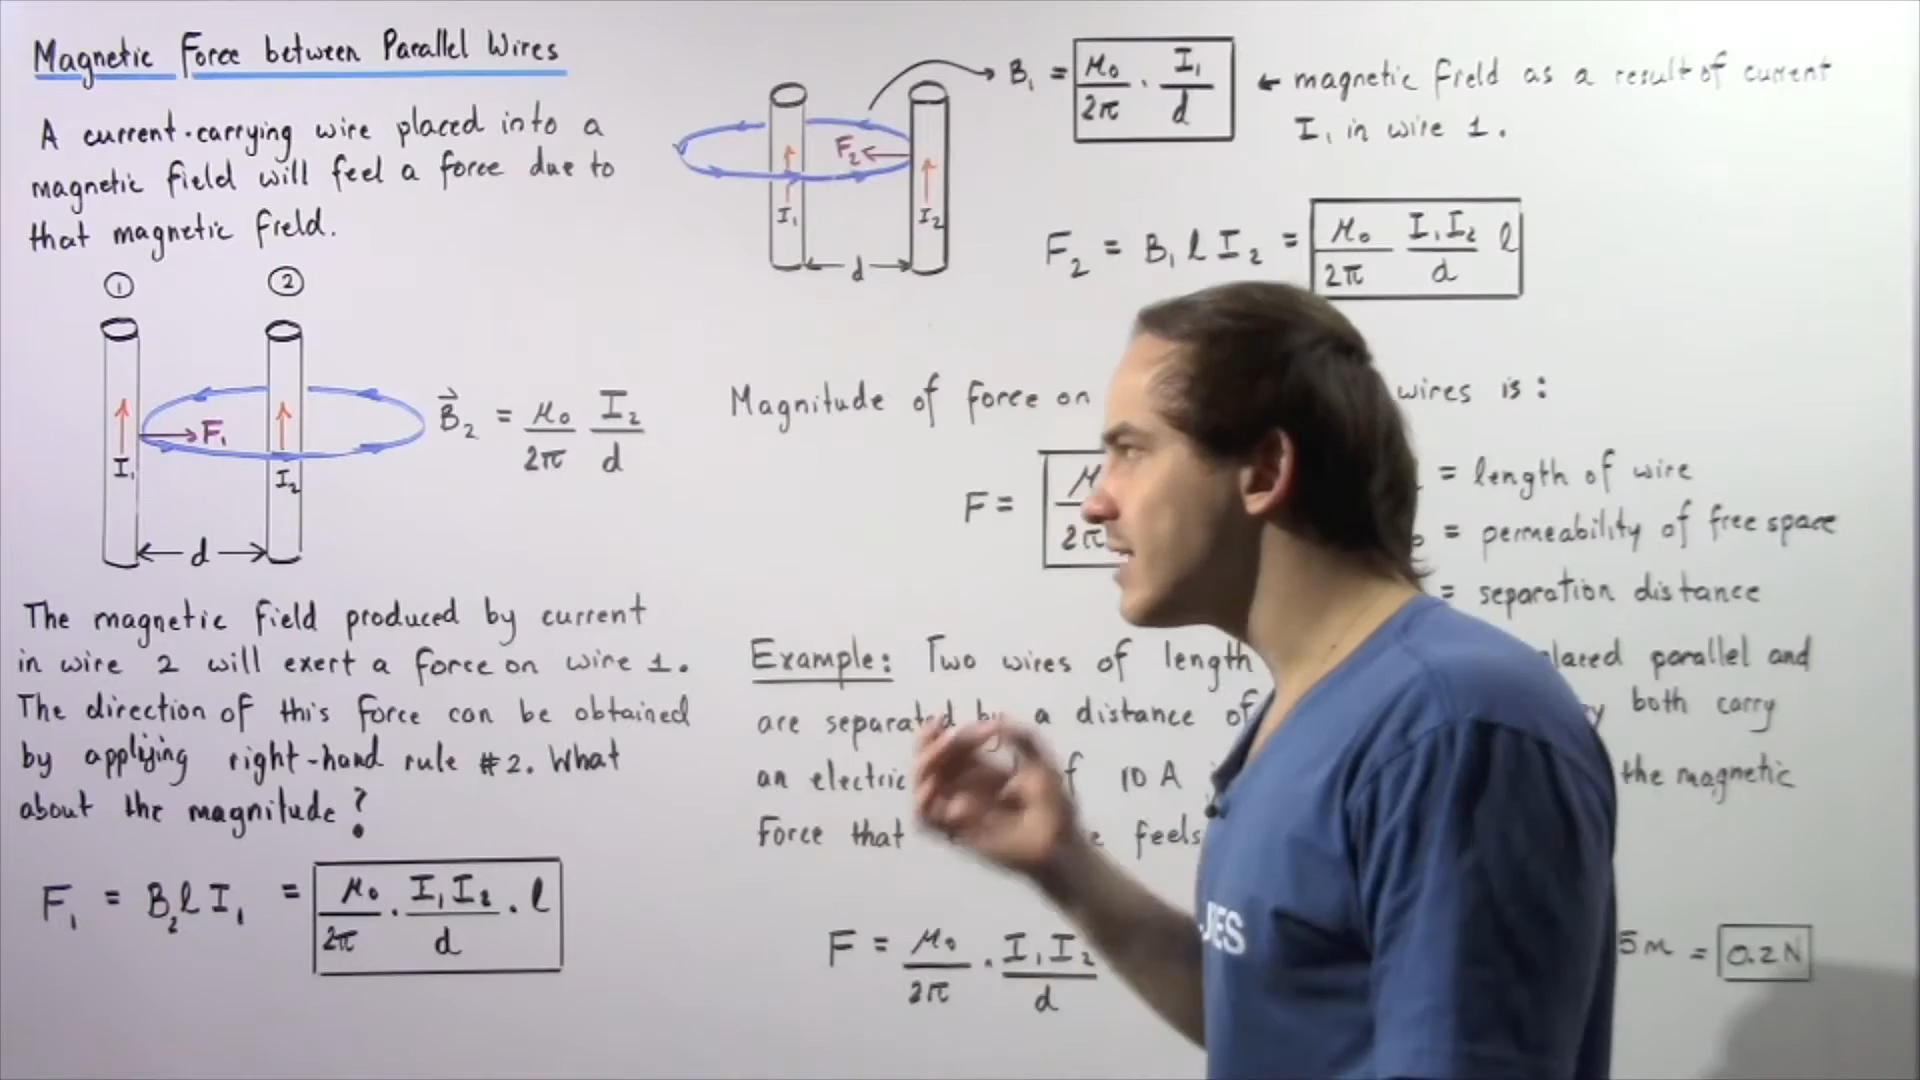 Magnetic Force between Parallel Wires
A current-carrying wire placed into a
magnetic field will feel a force due to
that magnetic field.
① ②
I₁ F₁ I₂
B⃗₂ = μ₀/2π I₂/d
d
The magnetic field produced by current
in wire 2 will exert a force on wire 1.
The direction of this force can be obtained
by applying right-hand rule #2. What
about the magnitude?
F₁ = B₂lI₁ = μ₀/2π · I₁I₂/d · l
I₁ F₂ I₂
d
B₁ = μ₀/2π · I₁/d ← magnetic field as a result of current
I₁ in wire 1.
F₂ = B₁lI₂ = μ₀/2π I₁I₂/d l
Magnitude of force on wires is:
F = μ /2π
= length of wire
= permeability of free space
= separation distance
Example: Two wires of length parallel and
are separated by a distance of both carry
an electric 10 A the magnetic
force that feels
F = μ₀/2π · I₁I₂/d 5m = 0.2N